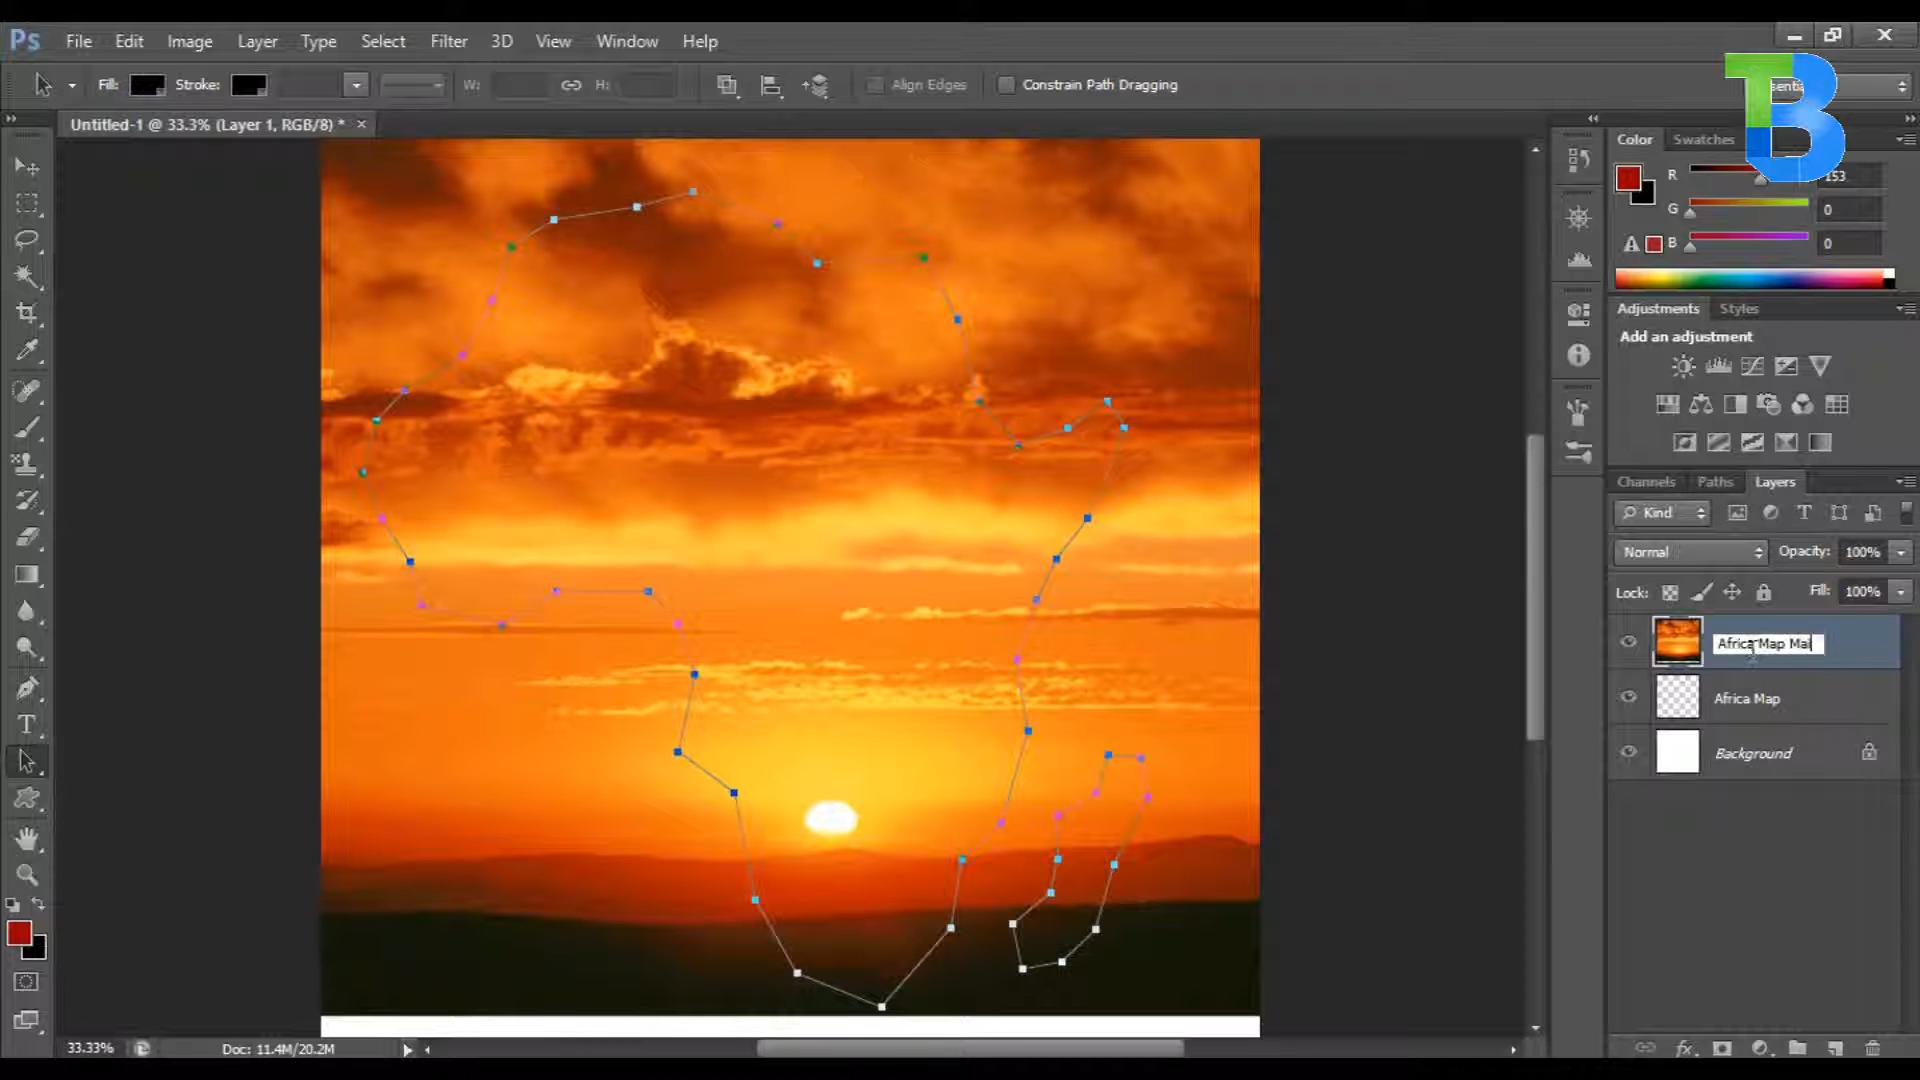 Ps File Edit Image Layer Type Select Filter 3D View Window Help
Fill: Stroke: W: H: Align Edges Constrain Path Dragging
TB
Untitled-1 @ 33.3% (Layer 1, RGB/8) * ×
Color Swatches
R 153
G 0
B 0
Adjustments Styles
Add an adjustment
Channels Paths Layers
Kind
Normal Opacity: 100%
Lock: Fill: 100%
Africa Map Mai
Africa Map
Background
33.33% Doc: 11.4M/20.2M